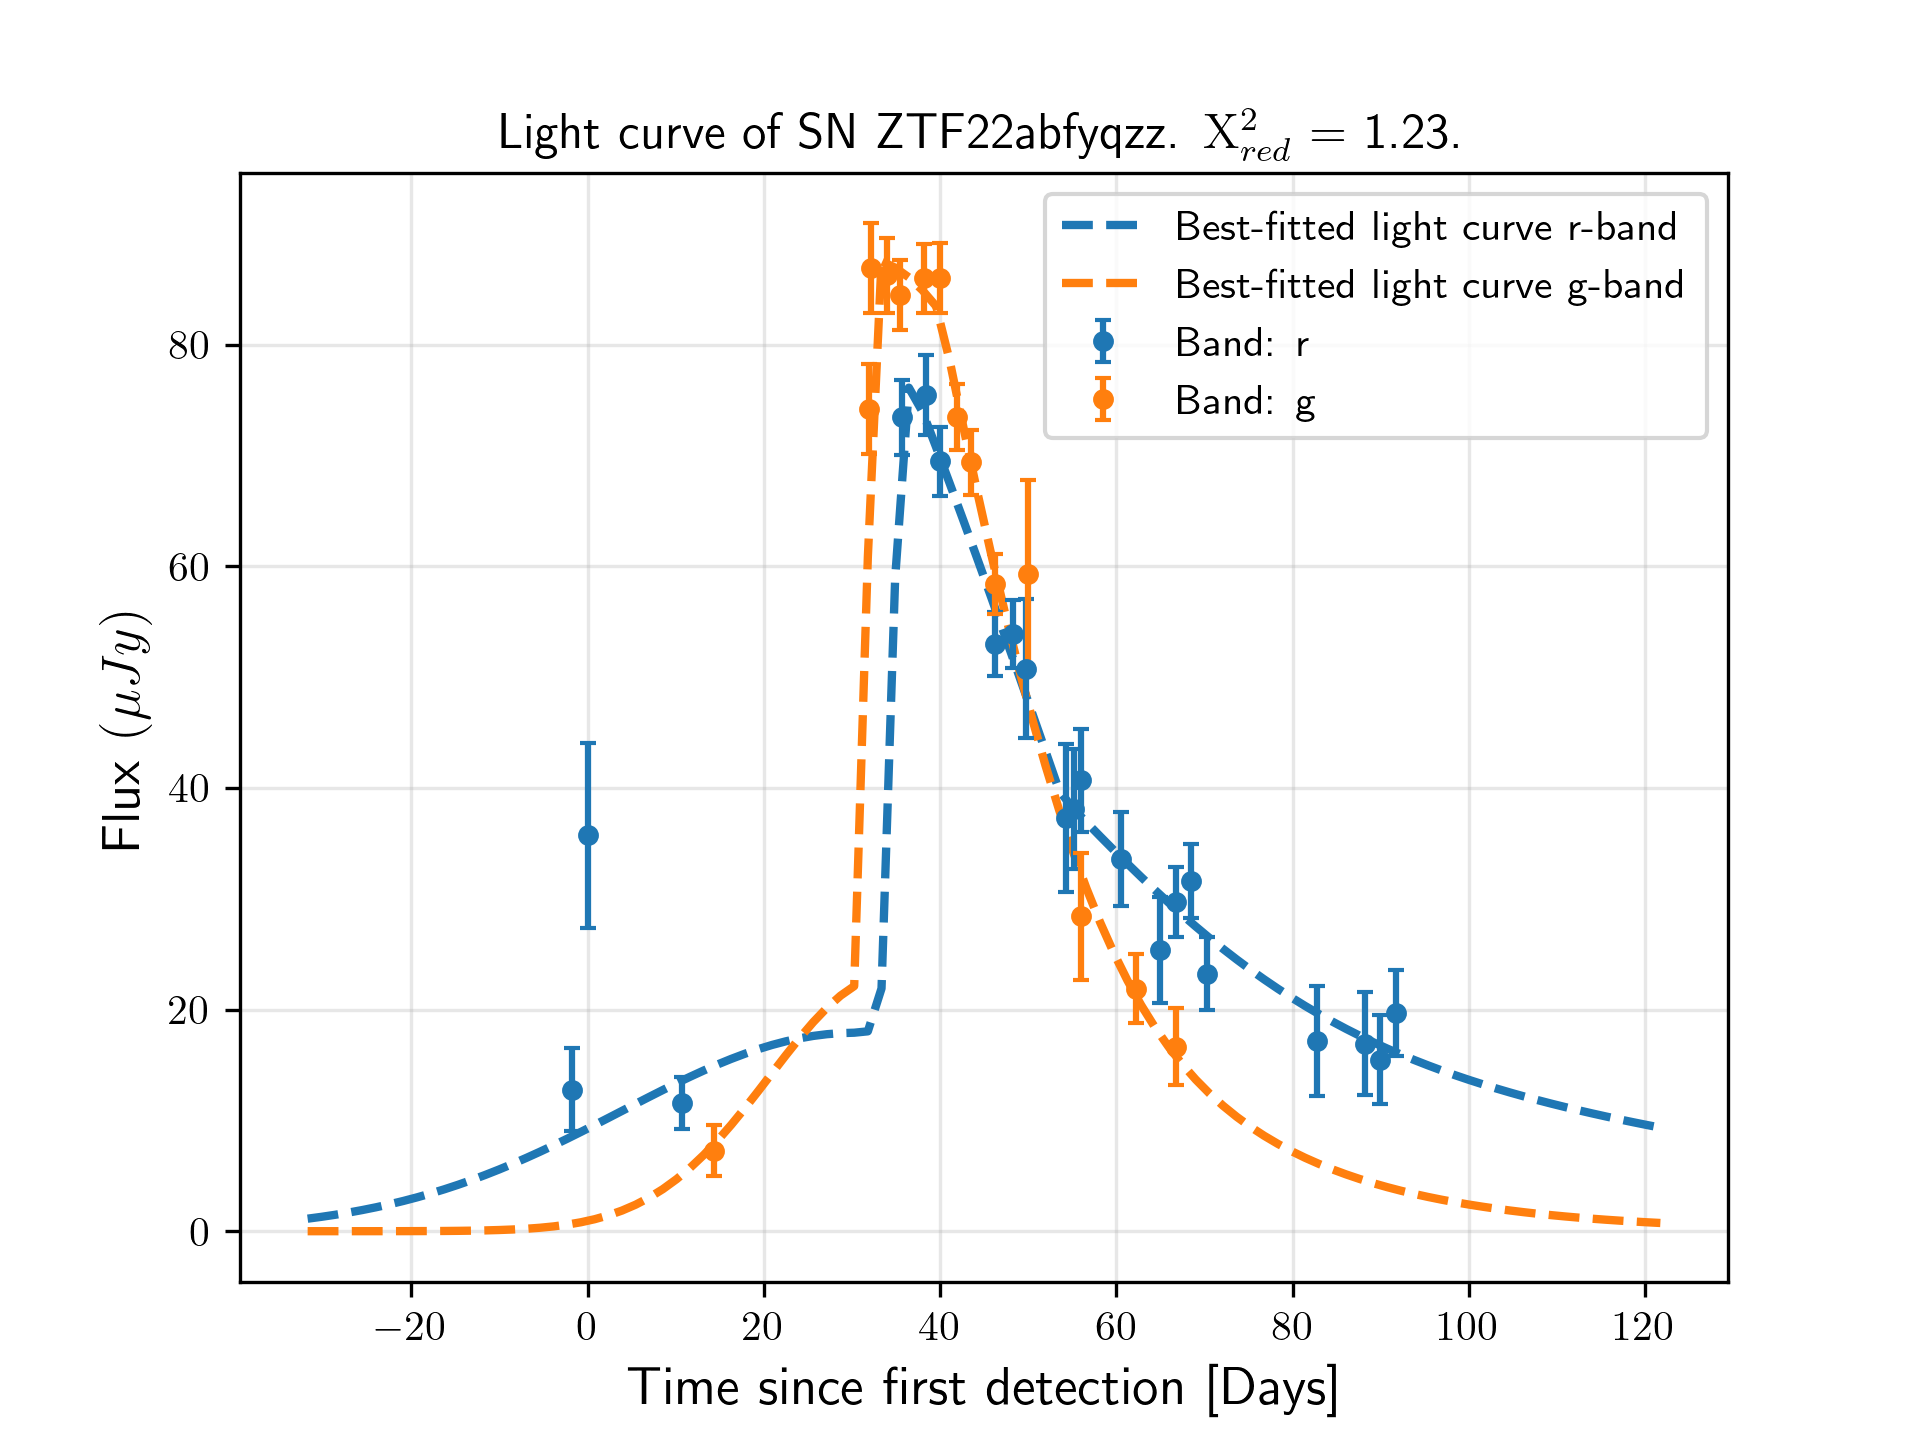 Light curve of SN ZTF22abfyqzz. X²_red = 1.23.
Best-fitted light curve r-band
Best-fitted light curve g-band
Band: r
Band: g
80
60
40
20
0
Flux (μJy)
−20 0 20 40 60 80 100 120
Time since first detection [Days]